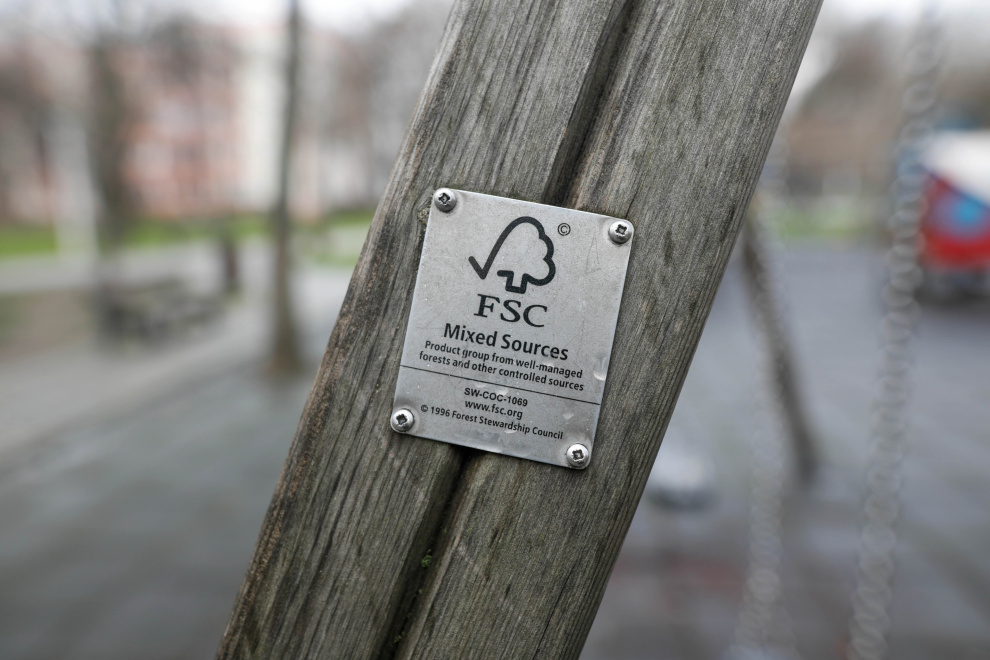 ©
FSC
Mixed Sources
Product group from well-managed
forests and other controlled sources
SW-COC-1069
www.fsc.org
© 1996 Forest Stewardship Council